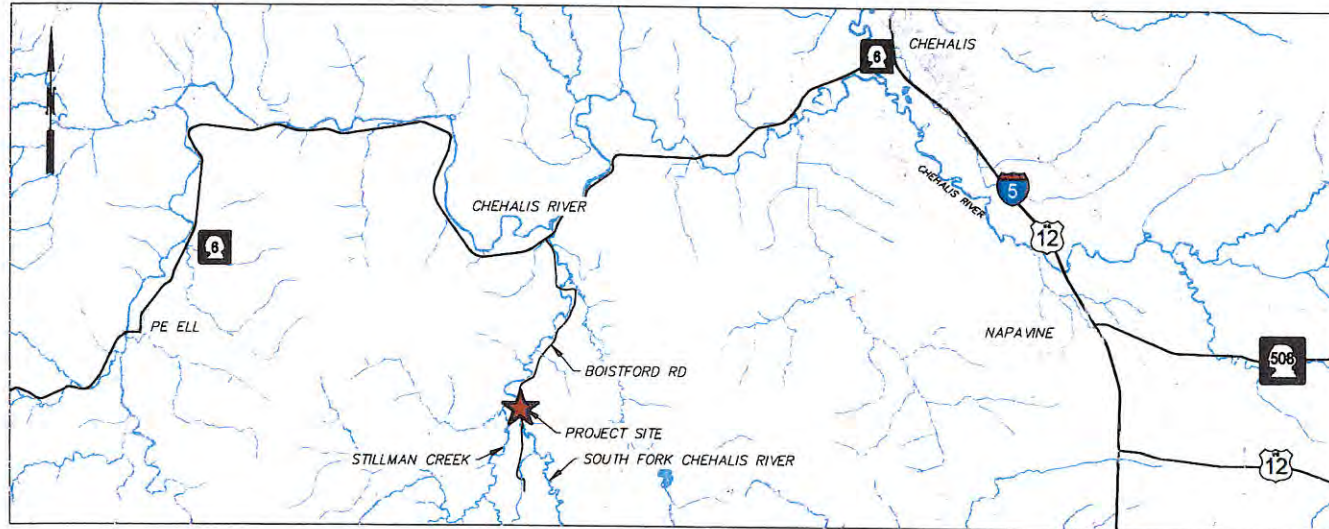 CHEHALIS
6
CHEHALIS RIVER
5
12
CHEHALIS RIVER
6
PE ELL
NAPAVINE
508
BOISTFORD RD
PROJECT SITE
STILLMAN CREEK
SOUTH FORK CHEHALIS RIVER
12